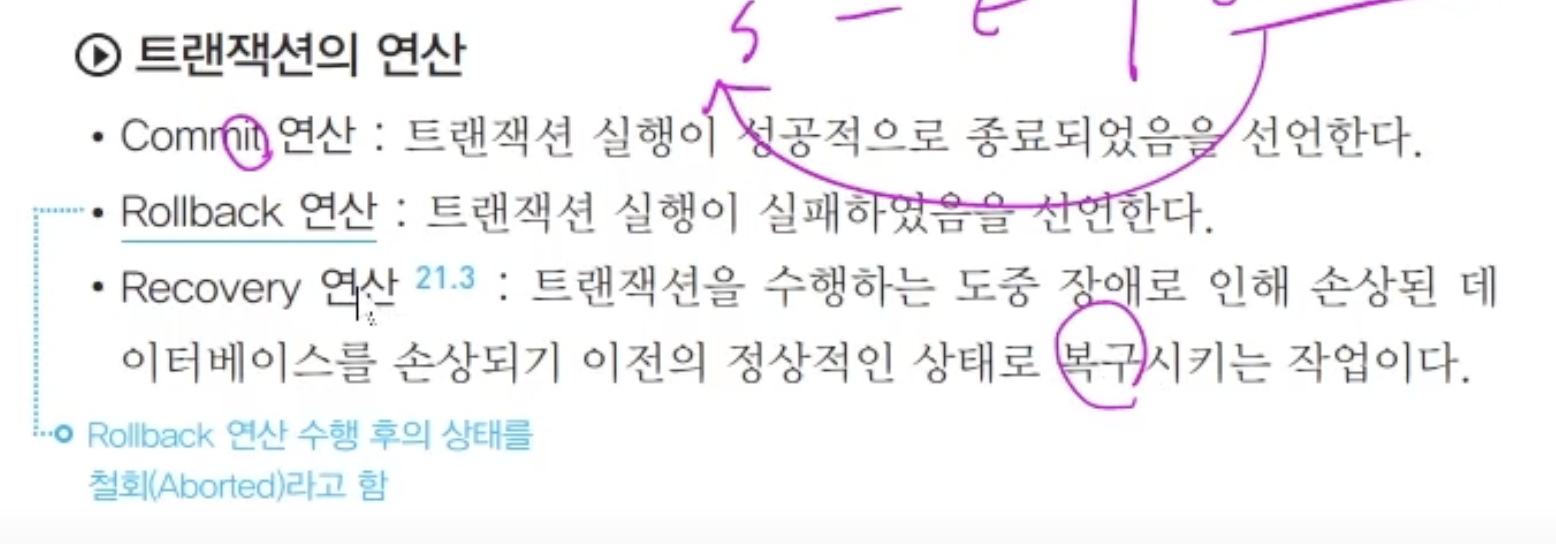 트랜잭션의 연산
• Commit 연산 : 트랜잭션 실행이 성공적으로 종료되었음을 선언한다.
• Rollback 연산 : 트랜잭션 실행이 실패하였음을 선언한다.
• Recovery 연산 21.3 : 트랜잭션을 수행하는 도중 장애로 인해 손상된 데
이터베이스를 손상되기 이전의 정상적인 상태로 복구시키는 작업이다.
Rollback 연산 수행 후의 상태를
철회(Aborted)라고 함